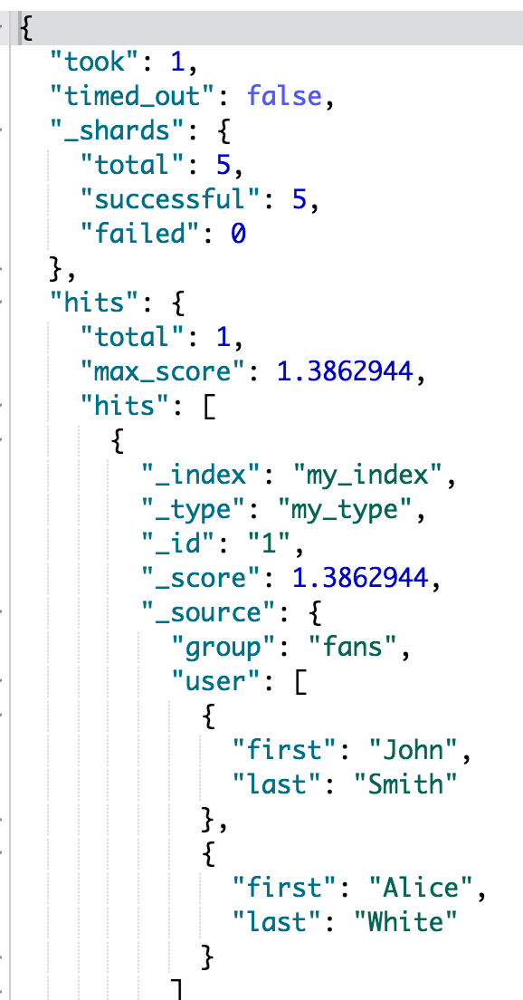 {
"took": 1,
"timed_out": false,
"_shards": {
"total": 5,
"successful": 5,
"failed": 0
},
"hits": {
"total": 1,
"max_score": 1.3862944,
"hits": [
{
"_index": "my_index",
"_type": "my_type",
"_id": "1",
"_score": 1.3862944,
"_source": {
"group": "fans",
"user": [
{
"first": "John",
"last": "Smith"
},
{
"first": "Alice",
"last": "White"
}
]